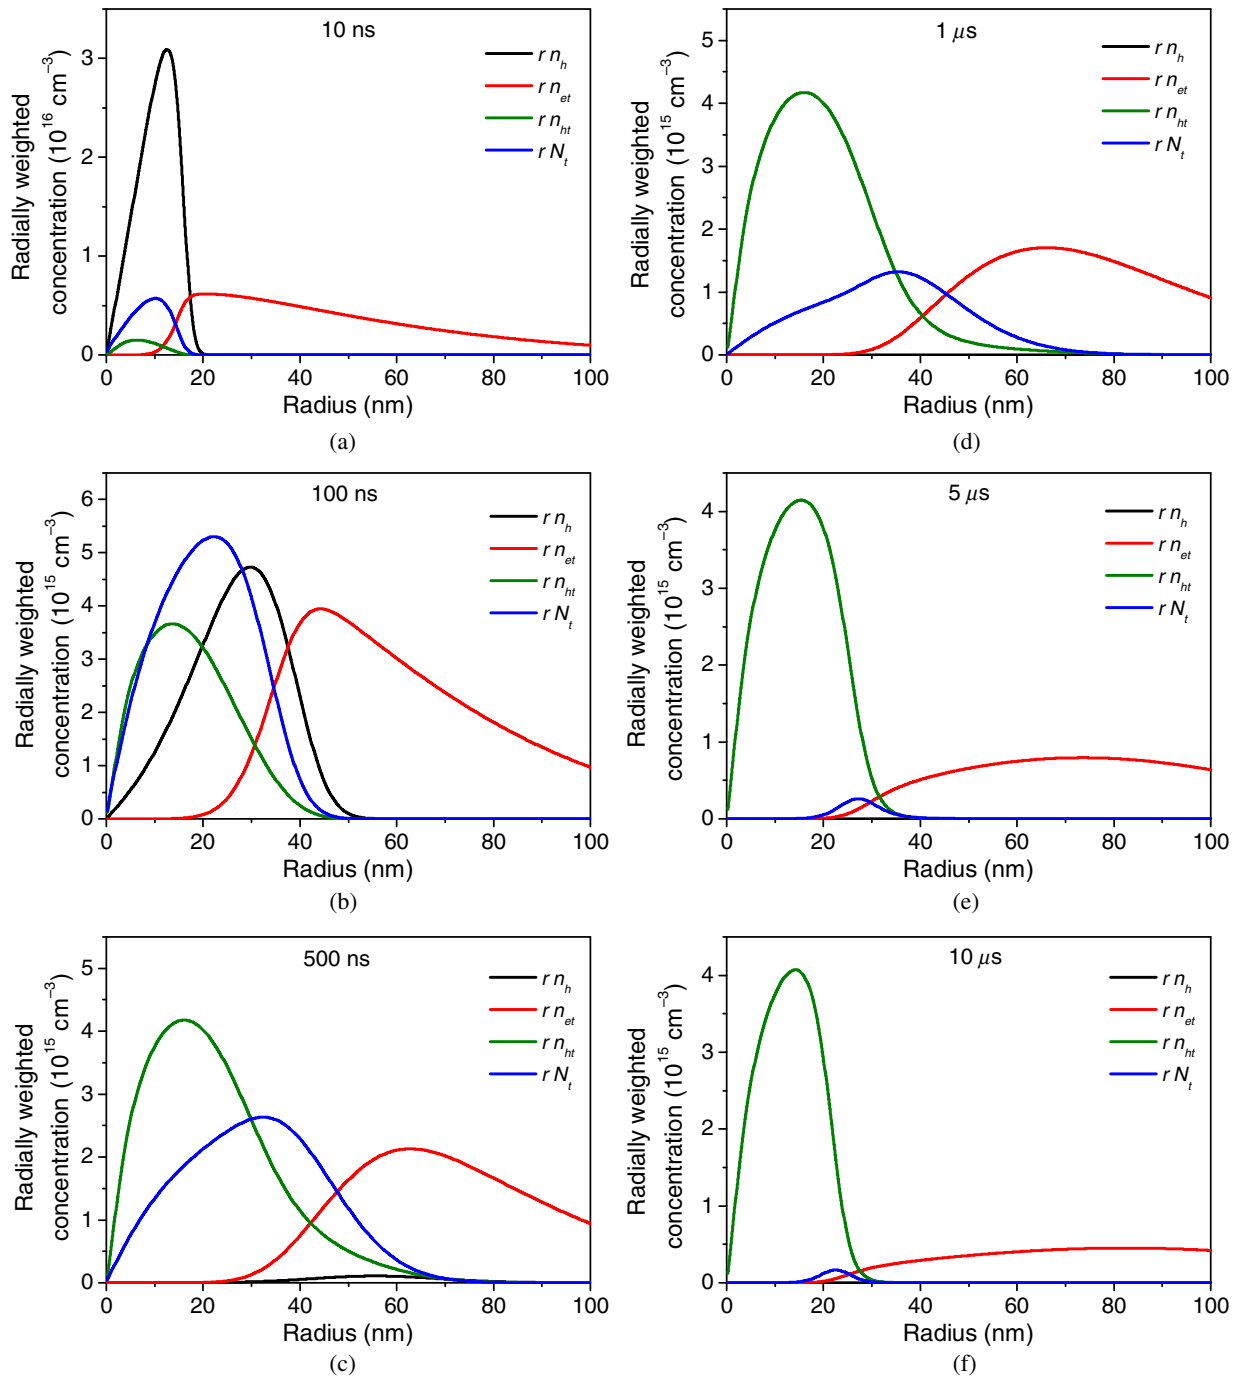 10 ns
r n_h
r n_et
r n_ht
r N_t
Radially weighted
concentration (10^16 cm^−3)
3
2
1
0
0 20 40 60 80 100
Radius (nm)
(a)
1 μs
r n_h
r n_et
r n_ht
r N_t
Radially weighted
concentration (10^15 cm^−3)
5
4
3
2
1
0
0 20 40 60 80 100
Radius (nm)
(d)
100 ns
r n_h
r n_et
r n_ht
r N_t
Radially weighted
concentration (10^15 cm^−3)
6
5
4
3
2
1
0
0 20 40 60 80 100
Radius (nm)
(b)
5 μs
r n_h
r n_et
r n_ht
r N_t
Radially weighted
concentration (10^15 cm^−3)
4
3
2
1
0
0 20 40 60 80 100
Radius (nm)
(e)
500 ns
r n_h
r n_et
r n_ht
r N_t
Radially weighted
concentration (10^15 cm^−3)
5
4
3
2
1
0
0 20 40 60 80 100
Radius (nm)
(c)
10 μs
r n_h
r n_et
r n_ht
r N_t
Radially weighted
concentration (10^15 cm^−3)
4
3
2
1
0
0 20 40 60 80 100
Radius (nm)
(f)